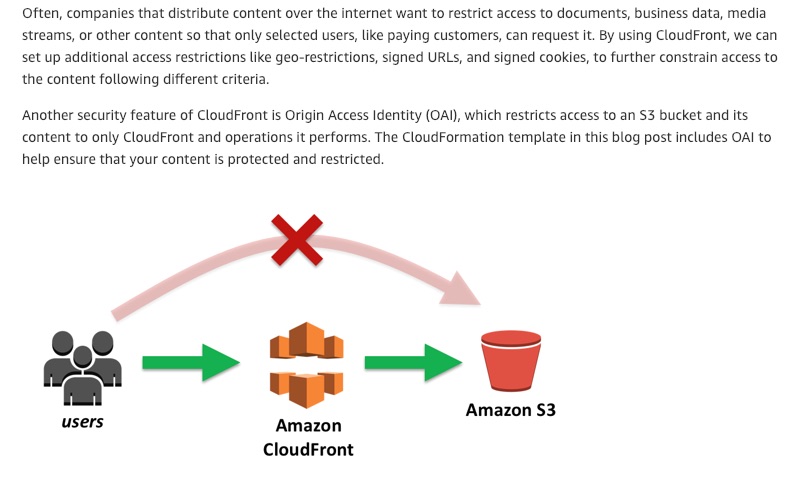 Often, companies that distribute content over the internet want to restrict access to documents, business data, media
streams, or other content so that only selected users, like paying customers, can request it. By using CloudFront, we can
set up additional access restrictions like geo-restrictions, signed URLs, and signed cookies, to further constrain access to
the content following different criteria.
Another security feature of CloudFront is Origin Access Identity (OAI), which restricts access to an S3 bucket and its
content to only CloudFront and operations it performs. The CloudFormation template in this blog post includes OAI to
help ensure that your content is protected and restricted.
users
Amazon
CloudFront
Amazon S3